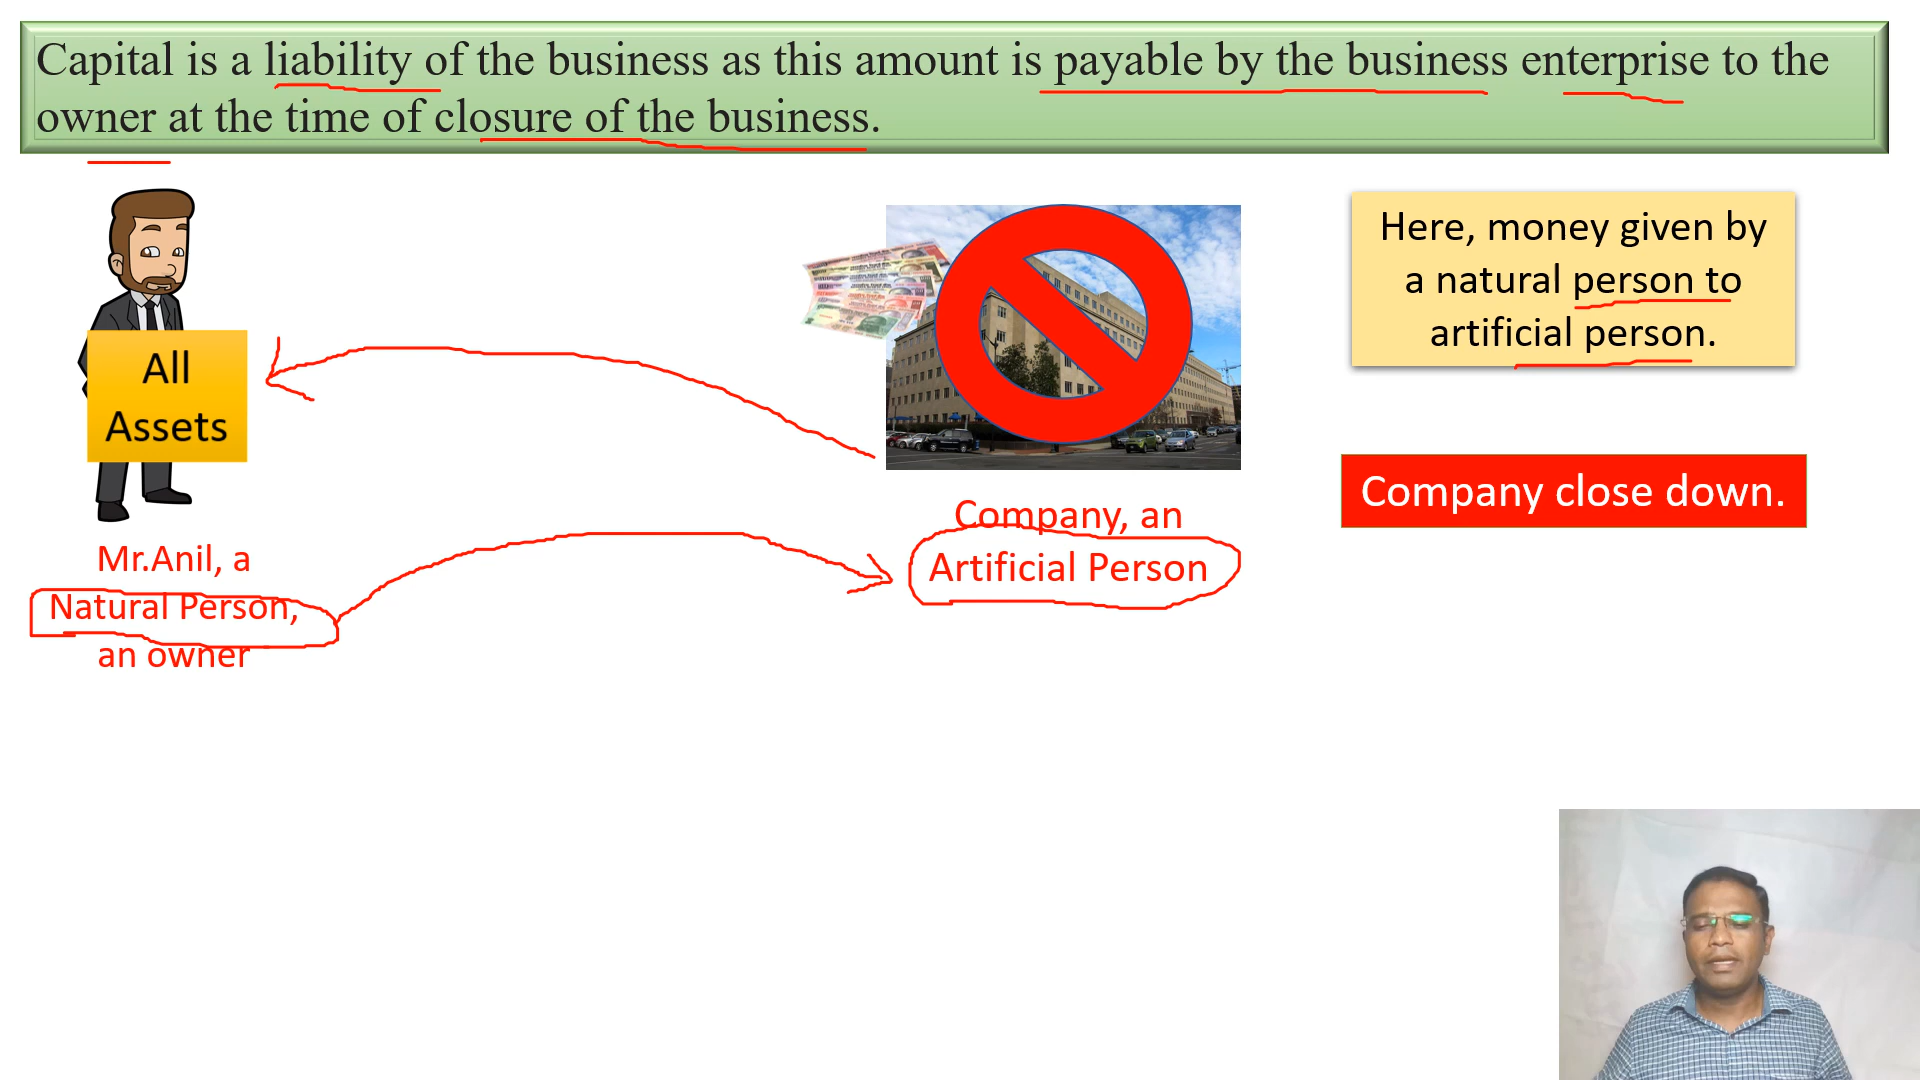 Capital is a liability of the business as this amount is payable by the business enterprise to the
owner at the time of closure of the business.
All
Assets
Mr.Anil, a
Natural Person,
an owner
Company, an
Artificial Person
Here, money given by
a natural person to
artificial person.
Company close down.